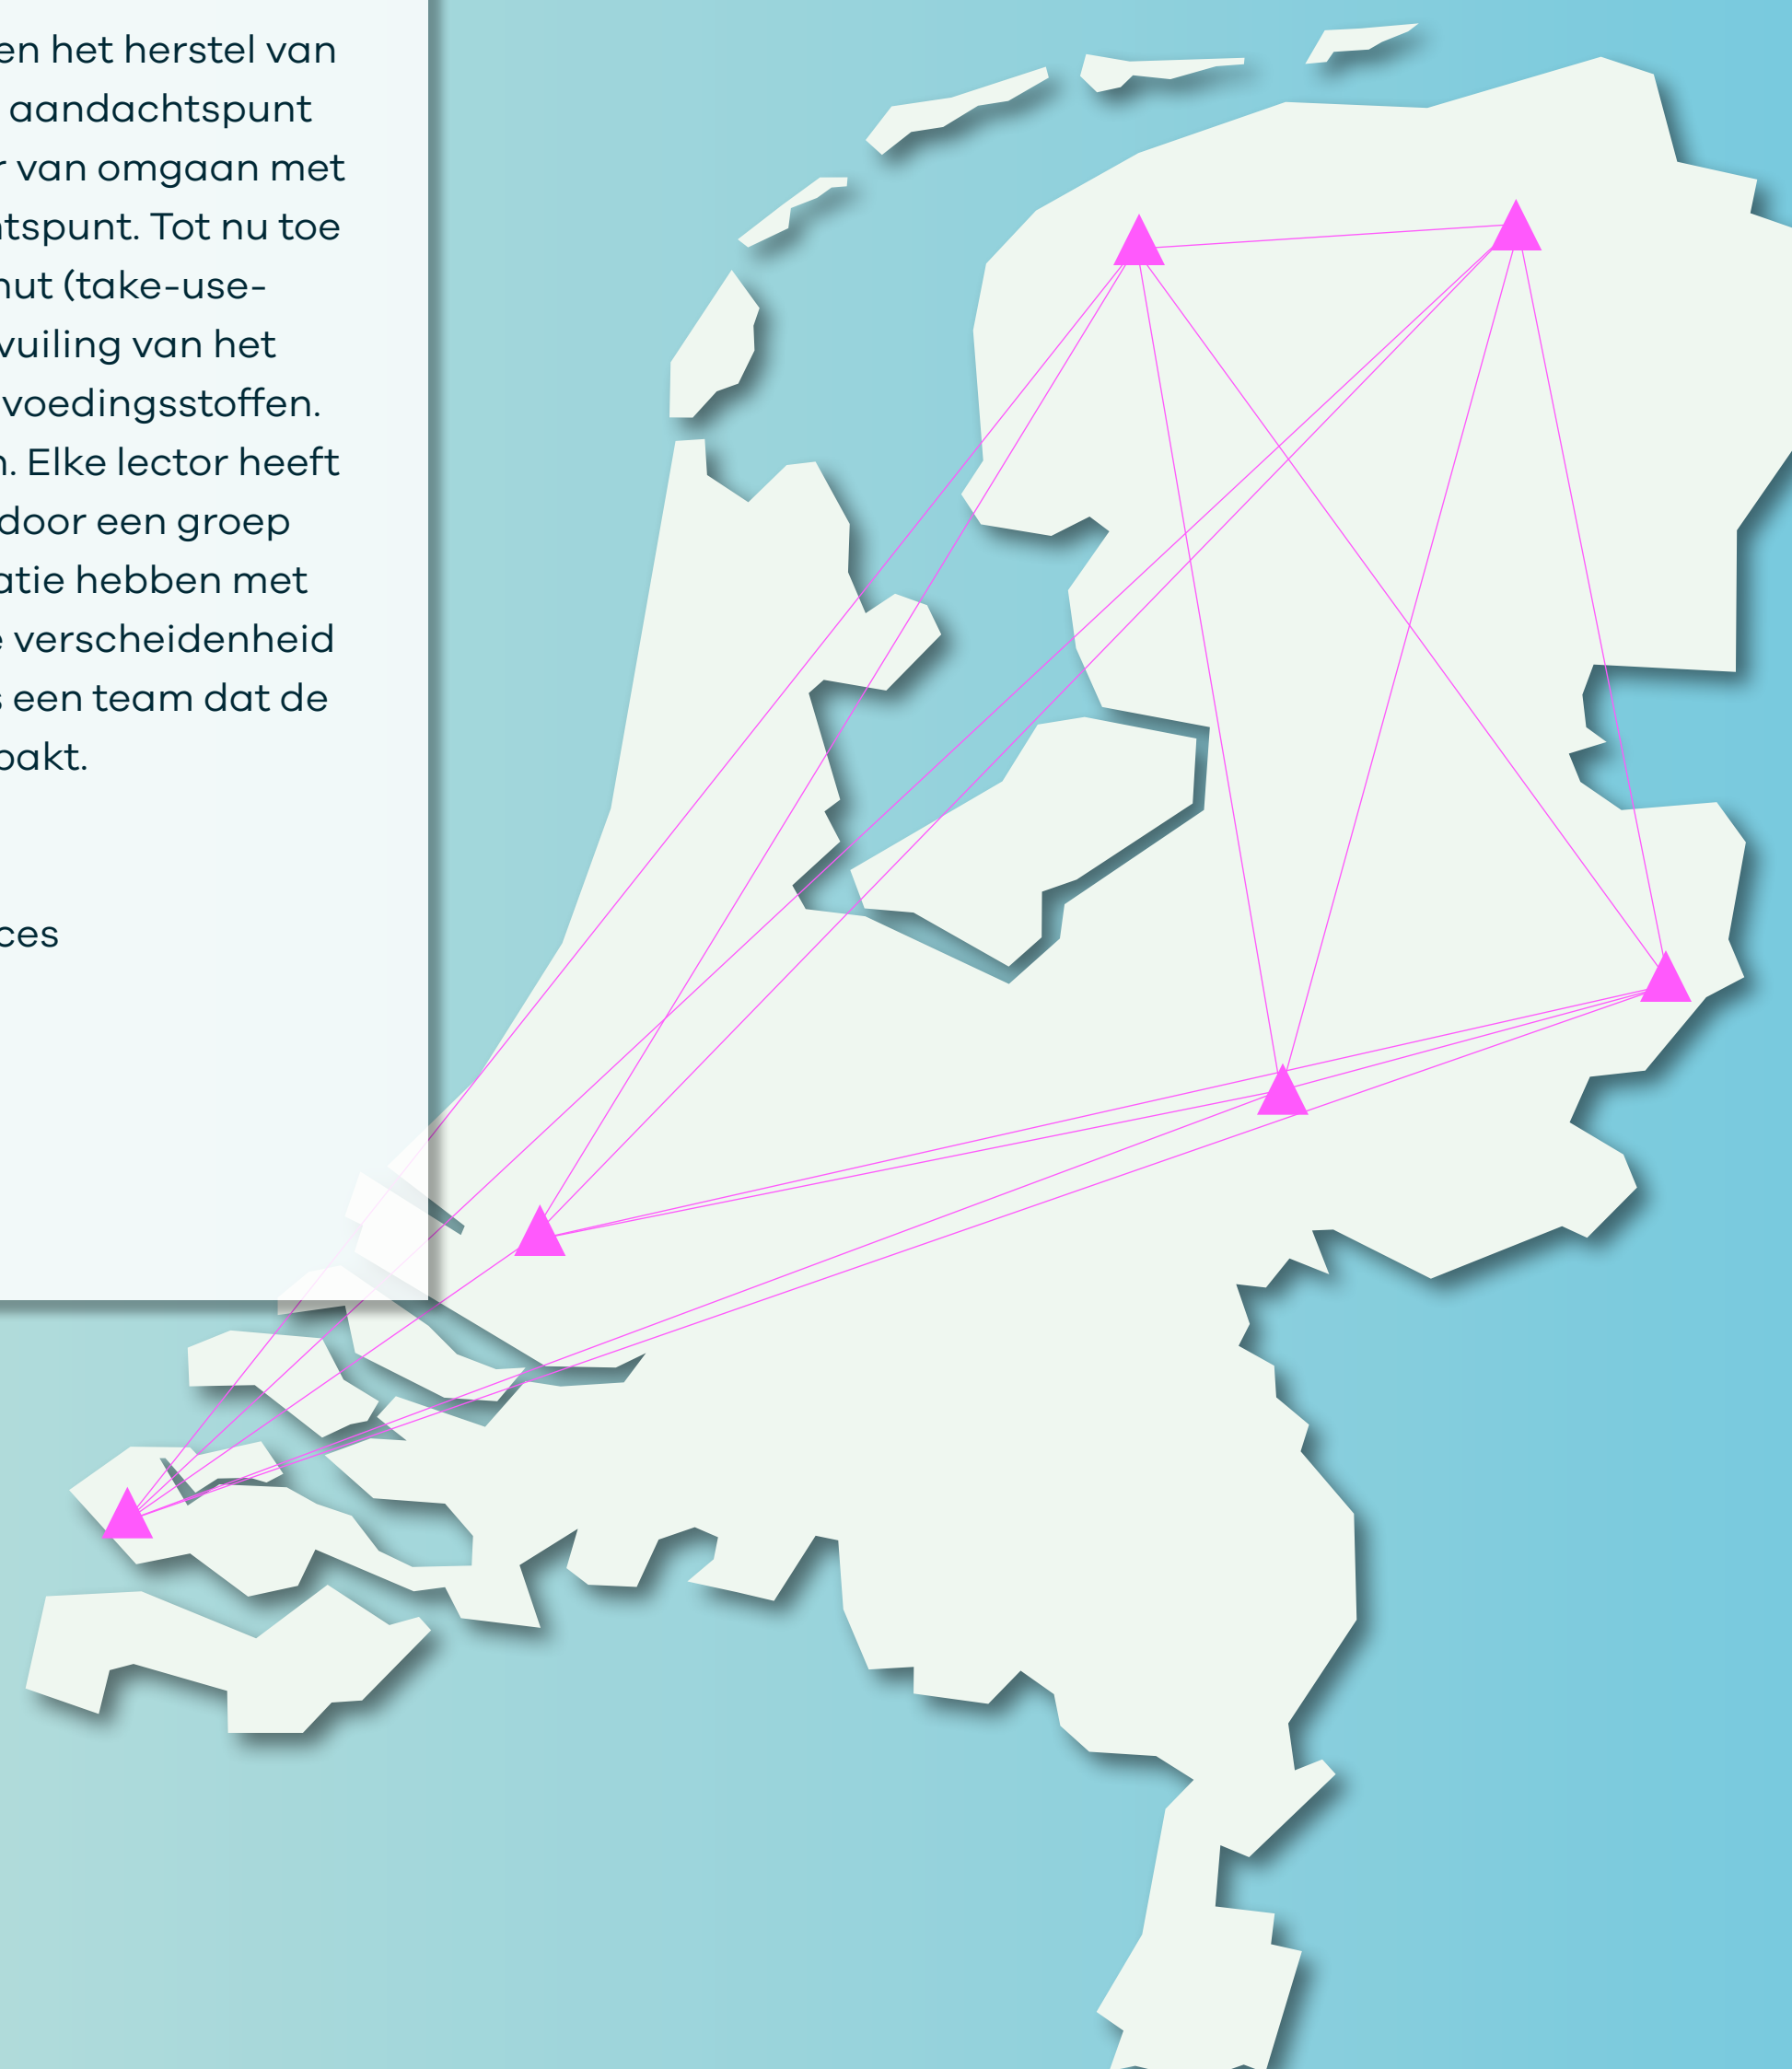 en het herstel van
aandachtspunt
r van omgaan met
tspunt. Tot nu toe
nut (take-use-
vuiling van het
voedingsstoffen.
n. Elke lector heeft
door een groep
atie hebben met
e verscheidenheid
s een team dat de
pakt.
ces